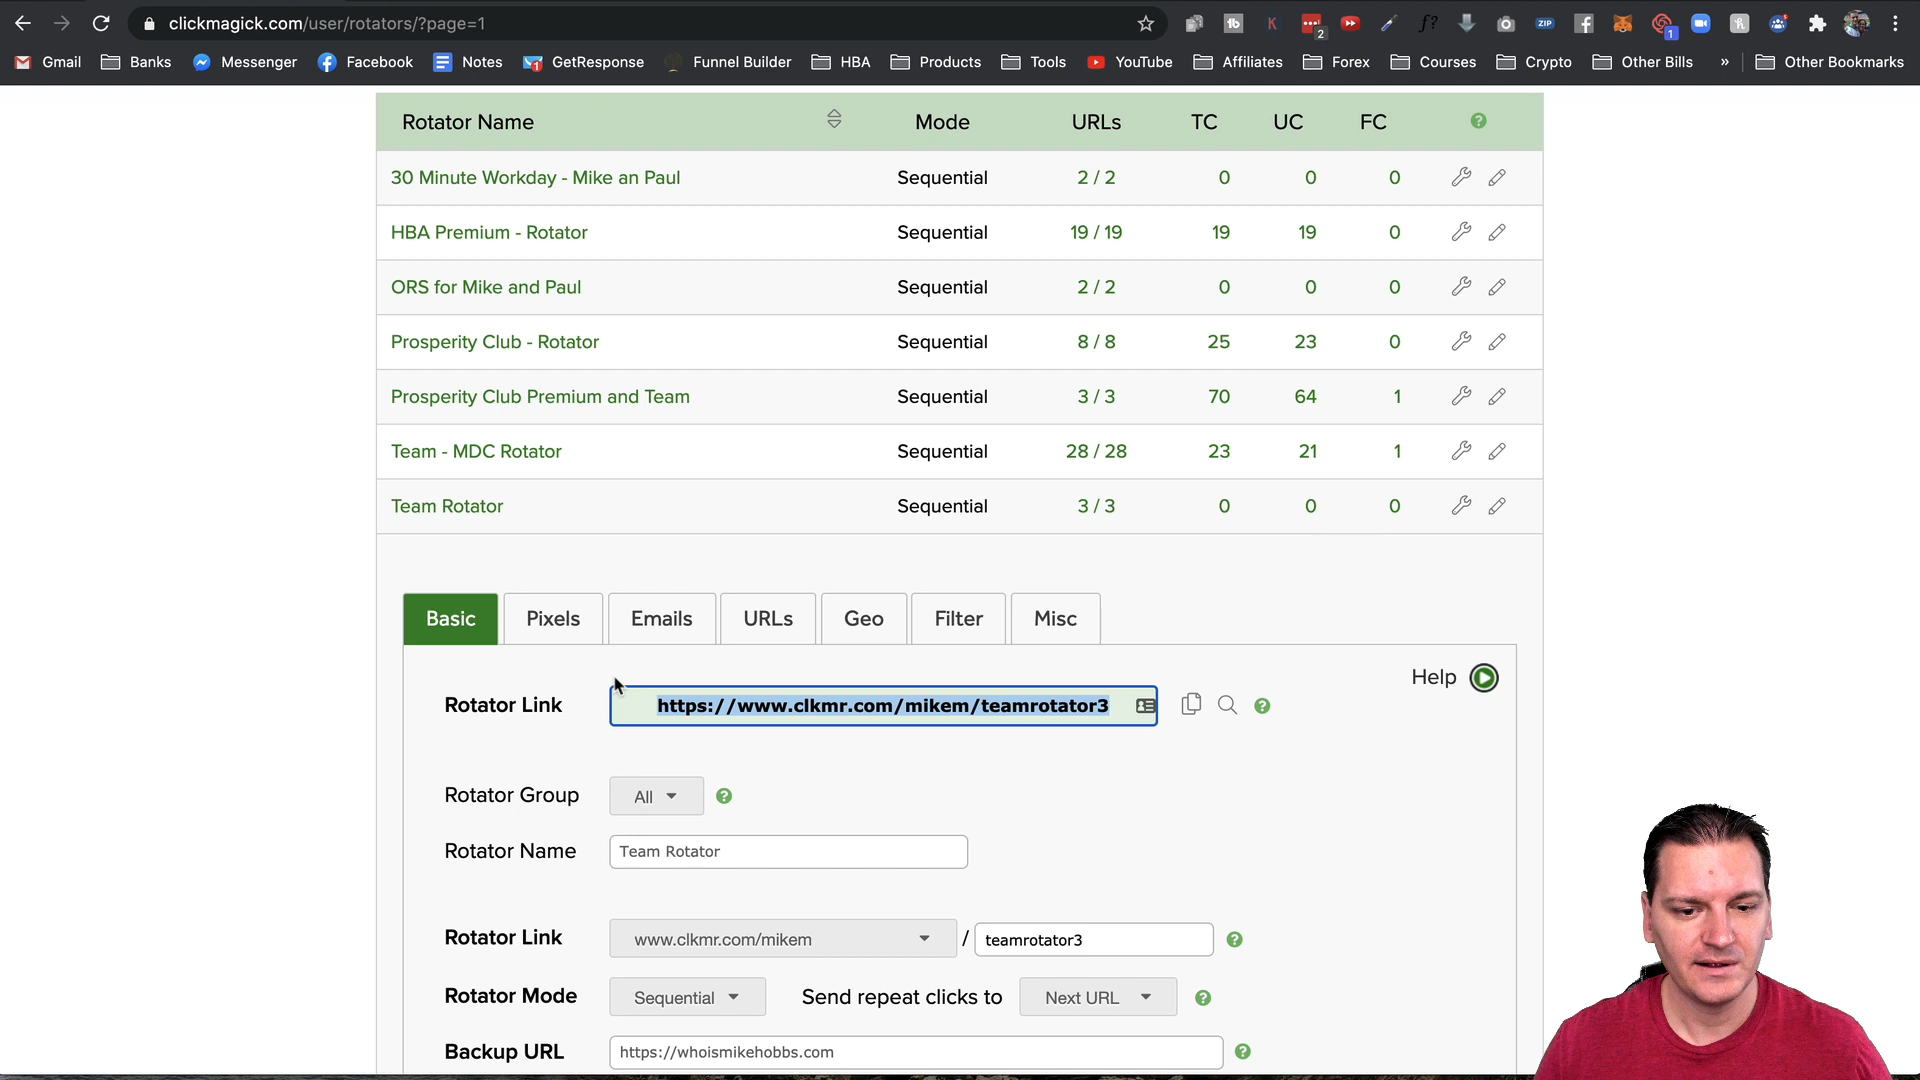 clickmagick.com/user/rotators/?page=1
2
f?
ZIP
1
Gmail Banks Messenger Facebook Notes GetResponse Funnel Builder HBA Products Tools YouTube Affiliates Forex Courses Crypto Other Bills » Other Bookmarks
Rotator Name Mode URLs TC UC FC ?
30 Minute Workday - Mike an Paul Sequential 2 / 2 0 0 0
HBA Premium - Rotator Sequential 19 / 19 19 19 0
ORS for Mike and Paul Sequential 2 / 2 0 0 0
Prosperity Club - Rotator Sequential 8 / 8 25 23 0
Prosperity Club Premium and Team Sequential 3 / 3 70 64 1
Team - MDC Rotator Sequential 28 / 28 23 21 1
Team Rotator Sequential 3 / 3 0 0 0
Basic Pixels Emails URLs Geo Filter Misc
Help
Rotator Link https://www.clkmr.com/mikem/teamrotator3 ?
Rotator Group All ?
Rotator Name Team Rotator
Rotator Link www.clkmr.com/mikem / teamrotator3 ?
Rotator Mode Sequential Send repeat clicks to Next URL ?
Backup URL https://whoismikehobbs.com ?